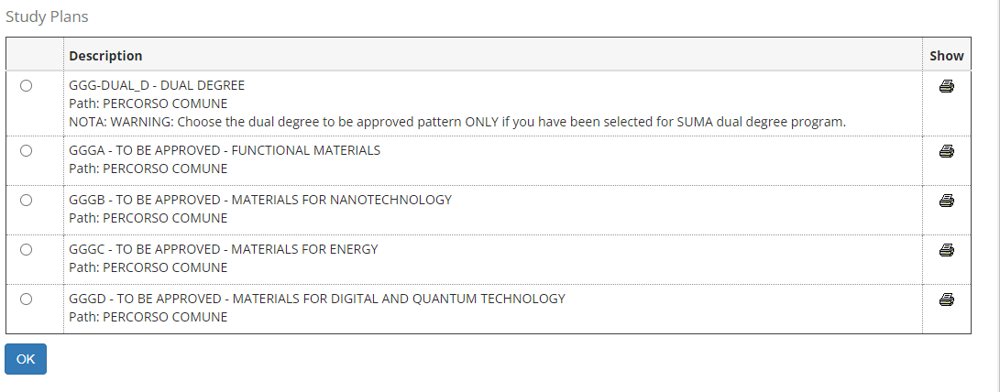 Study Plans
Description Show
GGG-DUAL_D - DUAL DEGREE
Path: PERCORSO COMUNE
NOTA: WARNING: Choose the dual degree to be approved pattern ONLY if you have been selected for SUMA dual degree program.
GGGA - TO BE APPROVED - FUNCTIONAL MATERIALS
Path: PERCORSO COMUNE
GGGB - TO BE APPROVED - MATERIALS FOR NANOTECHNOLOGY
Path: PERCORSO COMUNE
GGGC - TO BE APPROVED - MATERIALS FOR ENERGY
Path: PERCORSO COMUNE
GGGD - TO BE APPROVED - MATERIALS FOR DIGITAL AND QUANTUM TECHNOLOGY
Path: PERCORSO COMUNE
OK